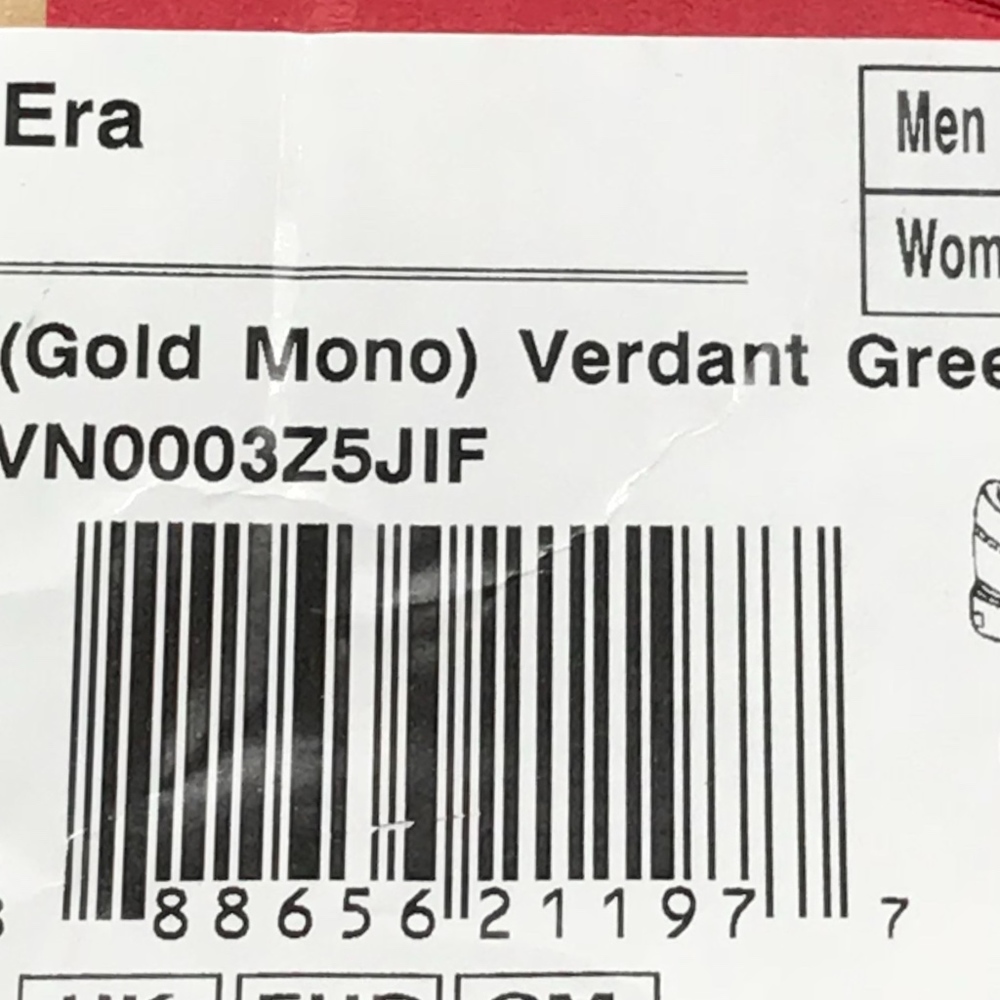 Era
Men
Wom
(Gold Mono) Verdant Gree
VN0003Z5JIF
88656 21197 7